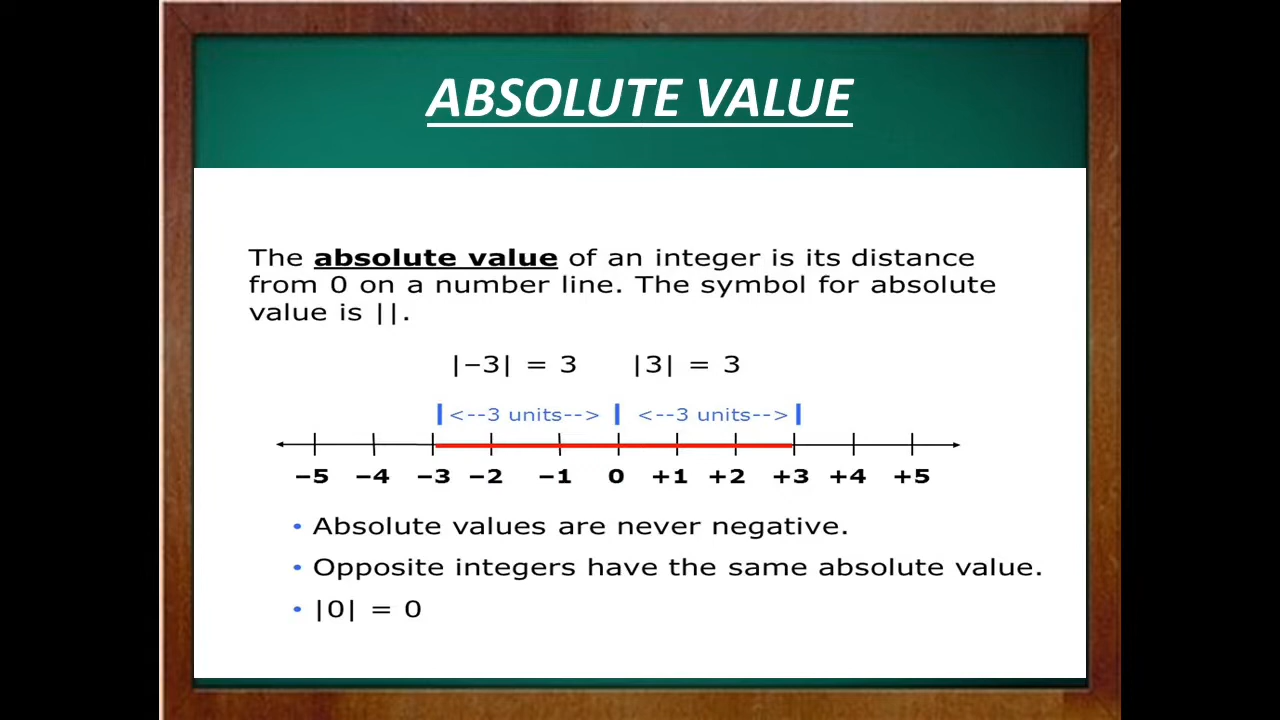 ABSOLUTE VALUE
The absolute value of an integer is its distance
from 0 on a number line. The symbol for absolute
value is ||.
|–3| = 3 |3| = 3
|<--3 units-->| <--3 units-->|
–5 –4 –3 –2 –1 0 +1 +2 +3 +4 +5
• Absolute values are never negative.
• Opposite integers have the same absolute value.
• |0| = 0